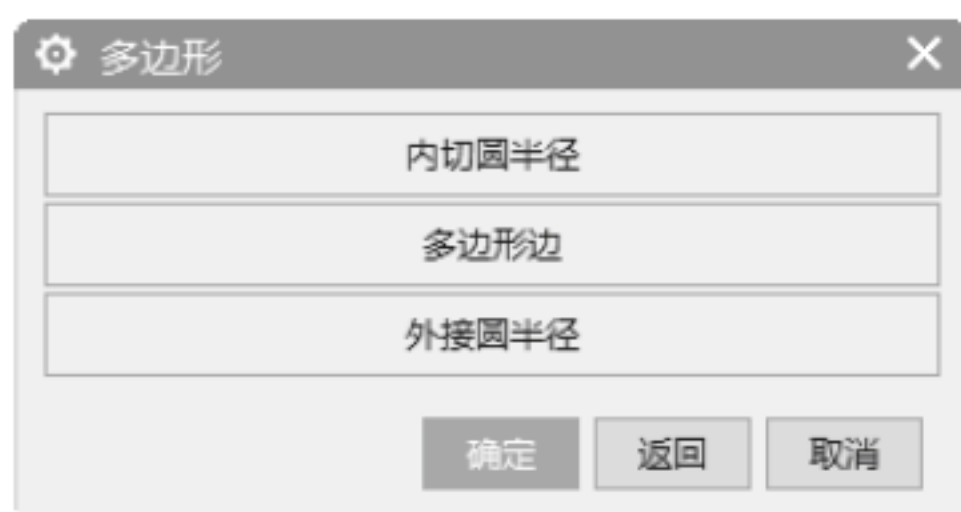 多边形
内切圆半径
多边形边
外接圆半径
确定 返回 取消